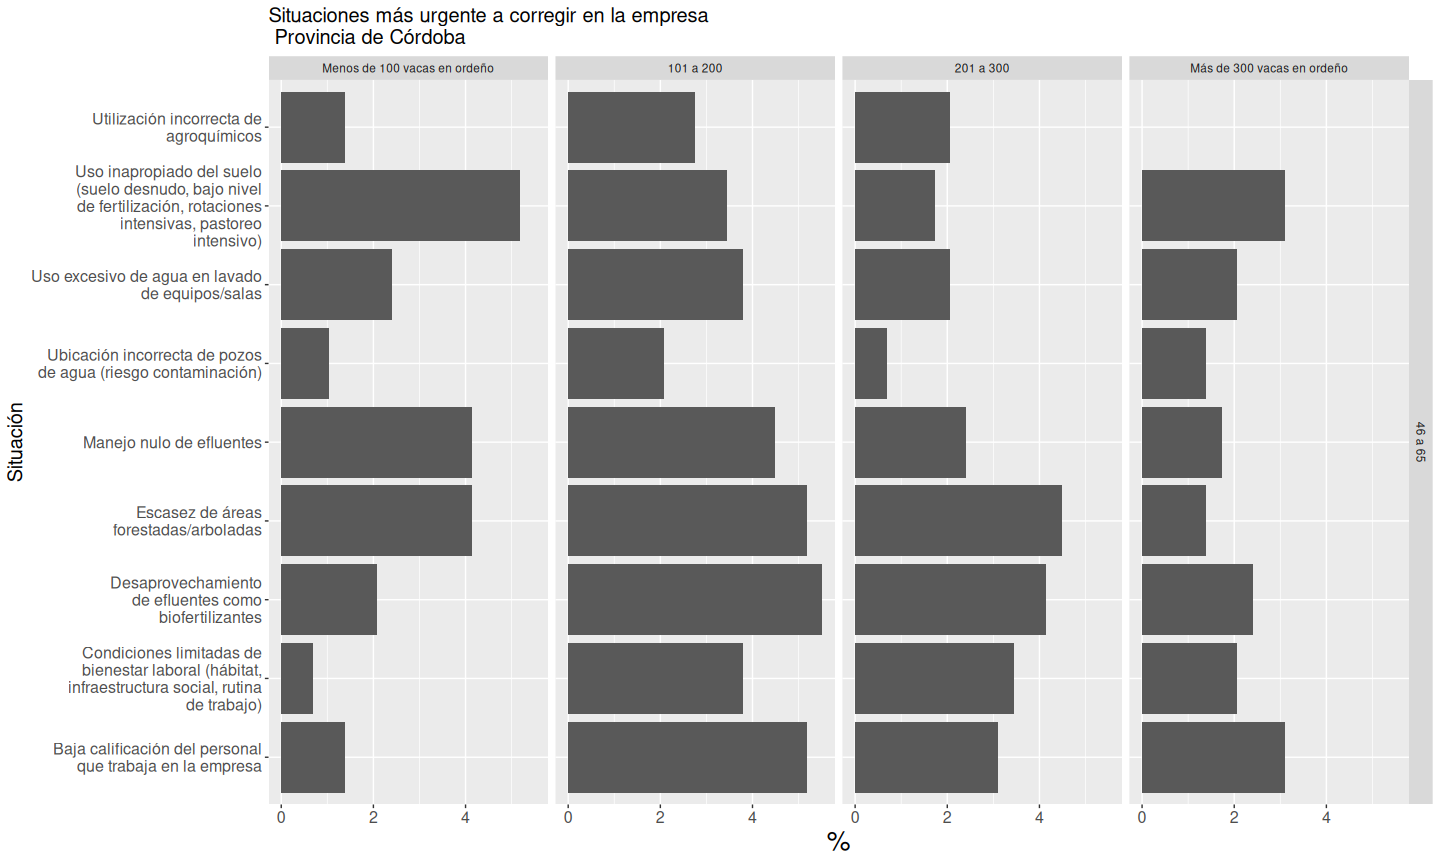 Situaciones más urgente a corregir en la empresa
Provincia de Córdoba
Menos de 100 vacas en ordeño
101 a 200
201 a 300
Más de 300 vacas en ordeño
Situación
Utilización incorrecta de
agroquímicos
Uso inapropiado del suelo
(suelo desnudo, bajo nivel
de fertilización, rotaciones
intensivas, pastoreo
intensivo)
Uso excesivo de agua en lavado
de equipos/salas
Ubicación incorrecta de pozos
de agua (riesgo contaminación)
Manejo nulo de efluentes
Escasez de áreas
forestadas/arboladas
Desaprovechamiento
de efluentes como
biofertilizantes
Condiciones limitadas de
bienestar laboral (hábitat,
infraestructura social, rutina
de trabajo)
Baja calificación del personal
que trabaja en la empresa
46 a 65
0 2 4
0 2 4
0 2 4
0 2 4
%